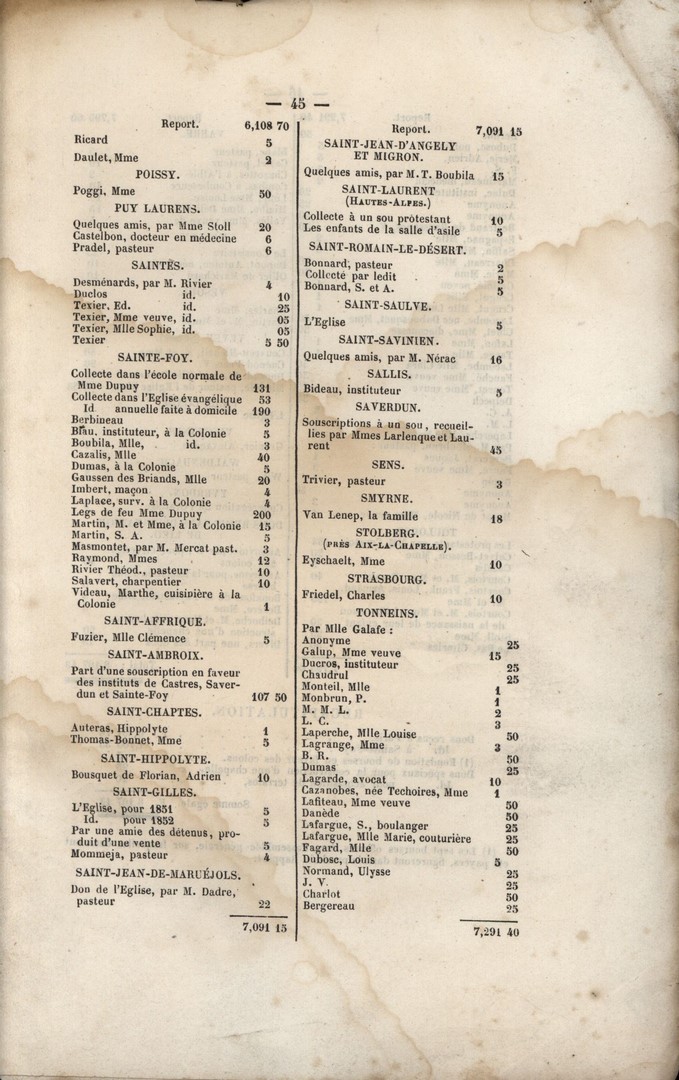 — 45 —
Report. 6,108 70
Ricard 5
Daulet, Mme 2
POISSY.
Poggi, Mme 50
PUY LAURENS.
Quelques amis, par Mme Stoll 20
Castelbon, docteur en médecine 6
Pradel, pasteur 6
SAINTES.
Desménards, par M. Rivier 4
Duclos id. 10
Texier, Ed. id. 25
Texier, Mme veuve, id. 05
Texier, Mlle Sophie, id. 05
Texier 5 50
SAINTE-FOY.
Collecte dans l'école normale de
Mme Dupuy 131
Collecte dans l'Eglise évangélique 53
Id annuelle faite à domicile 190
Berbineau 3
Blau, instituteur, à la Colonie 5
Boubila, Mlle, id. 3
Cazalis, Mlle 40
Dumas, à la Colonie 5
Gaussen des Briands, Mlle 20
Imbert, maçon 4
Laplace, surv. à la Colonie 4
Legs de feu Mme Dupuy 200
Martin, M. et Mme, à la Colonie 15
Martin, S. A. 5
Masmontet, par M. Mercat past. 3
Raymond, Mmes 12
Rivier Théod., pasteur 10
Salavert, charpentier 10
Videau, Marthe, cuisinière à la
Colonie 1
SAINT-AFFRIQUE.
Fuzier, Mlle Clémence 5
SAINT-AMBROIX.
Part d'une souscription en faveur
des instituts de Castres, Saver-
dun et Sainte-Foy 107 50
SAINT-CHAPTES.
Auteras, Hippolyte 1
Thomas-Bonnet, Mme 5
SAINT-HIPPOLYTE.
Bousquet de Florian, Adrien 10
SAINT-GILLES.
L'Eglise, pour 1851 5
Id. pour 1852 5
Par une amie des détenus, pro-
duit d'une vente 5
Mommeja, pasteur 4
SAINT-JEAN-DE-MARUÉJOLS.
Don de l'Eglise, par M. Dadre,
pasteur 22
7,091 15
Report. 7,091 15
SAINT-JEAN-D'ANGELY
ET MIGRON.
Quelques amis, par M. T. Boubila 15
SAINT-LAURENT
(HAUTES-ALPES.)
Collecte à un sou protestant 10
Les enfants de la salle d'asile 5
SAINT-ROMAIN-LE-DÉSERT.
Bonnard, pasteur 2
Collecté par ledit 5
Bonnard, S. et A. 5
SAINT-SAULVE.
L'Eglise 5
SAINT-SAVINIEN.
Quelques amis, par M. Nérac 16
SALLIS.
Bideau, instituteur 5
SAVERDUN.
Souscriptions à un sou, recueil-
lies par Mmes Larlenque et Lau-
rent 45
SENS.
Trivier, pasteur 3
SMYRNE.
Van Lenep, la famille 18
STOLBERG.
(PRÈS AIX-LA-CHAPELLE).
Eyschaelt, Mme 10
STRASBOURG.
Friedel, Charles 10
TONNEINS.
Par Mlle Galafe :
Anonyme 25
Galup, Mme veuve 15
Ducros, instituteur 25
Chaudrul 25
Monteil, Mlle 1
Monbrun, P. 1
M. M. L. 2
L. C. 3
Laperche, Mlle Louise 50
Lagrange, Mme 3
B. R. 50
Dumas 25
Lagarde, avocat 10
Cazanobes, née Techoires, Mme 1
Lafiteau, Mme veuve 50
Danède 50
Lafargue, S., boulanger 25
Lafargue, Mlle Marie, couturière 25
Fagard, Mlle 50
Dubosc, Louis 5
Normand, Ulysse 25
J. V. 25
Charlot 50
Bergereau 25
7,291 40